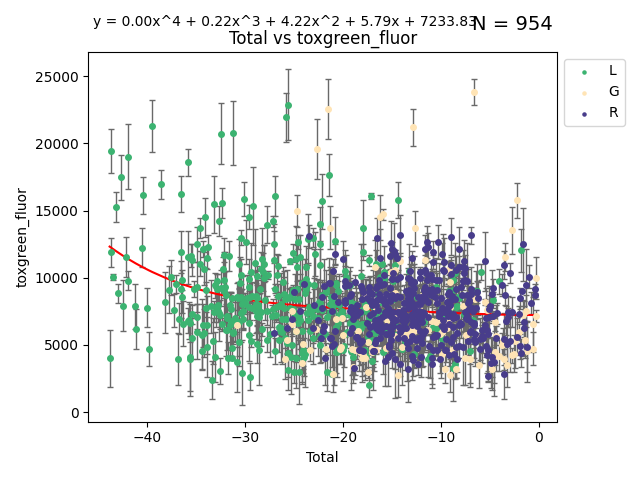 y = 0.00x^4 + 0.22x^3 + 4.22x^2 + 5.79x + 7233.83
N = 954
Total vs toxgreen_fluor
25000
20000
15000
10000
5000
0
toxgreen_fluor
−40
−30
−20
−10
0
Total
L
G
R